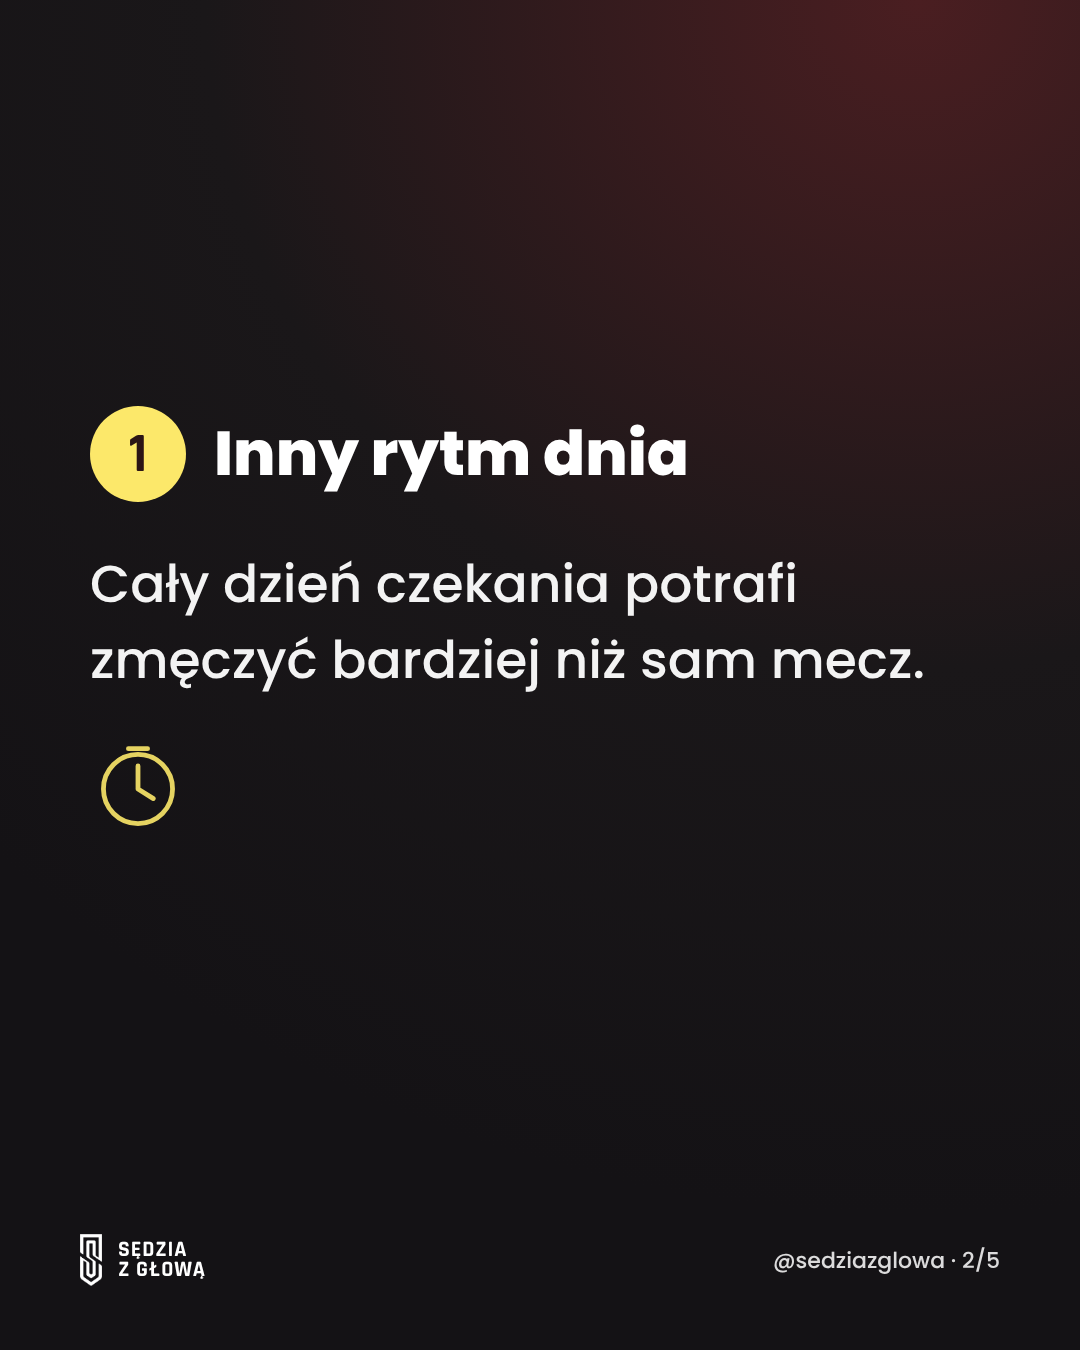 1 Inny rytm dnia
Cały dzień czekania potrafi
zmęczyć bardziej niż sam mecz.
SĘDZIA
Z GŁOWĄ
@sedziazglowa · 2/5